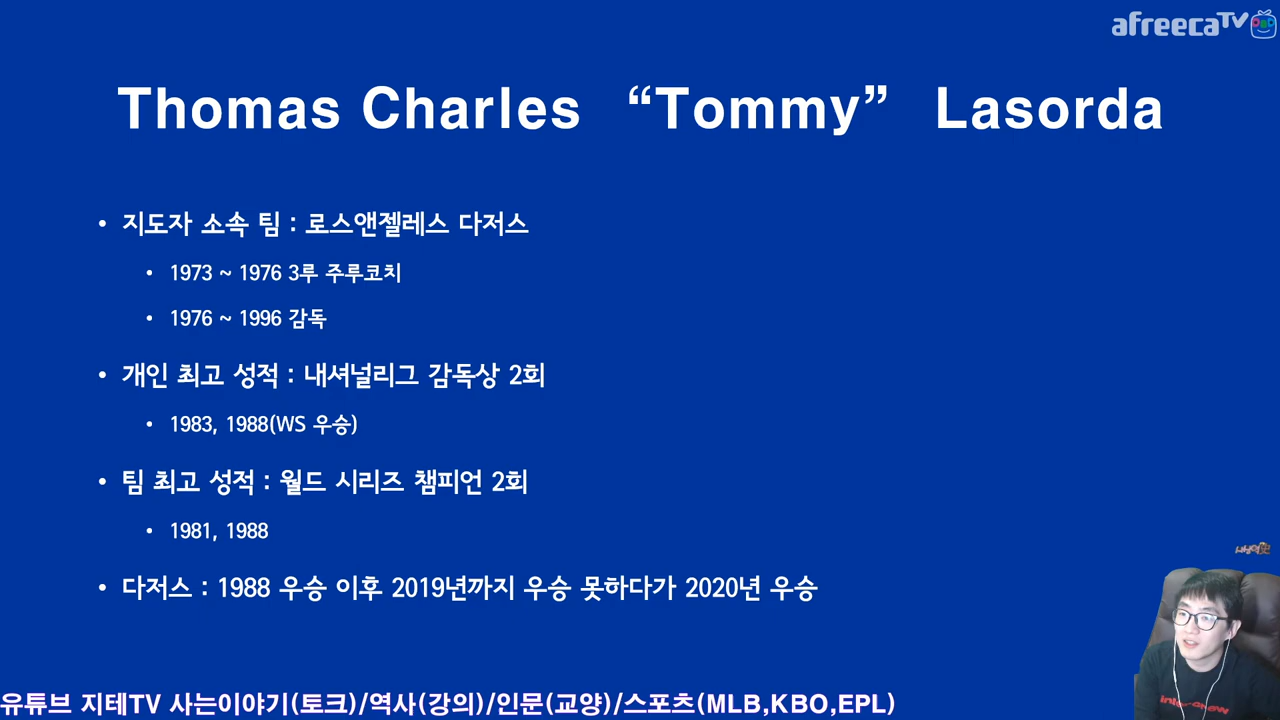 afreecaTV
Thomas Charles “Tommy” Lasorda
• 지도자 소속 팀 : 로스앤젤레스 다저스
• 1973 ~ 1976 3루 주루코치
• 1976 ~ 1996 감독
• 개인 최고 성적 : 내셔널리그 감독상 2회
• 1983, 1988(WS 우승)
• 팀 최고 성적 : 월드 시리즈 챔피언 2회
• 1981, 1988
• 다저스 : 1988 우승 이후 2019년까지 우승 못하다가 2020년 우승
유튜브 지테TV 사는이야기(토크)/역사(강의)/인문(교양)/스포츠(MLB,KBO,EPL)